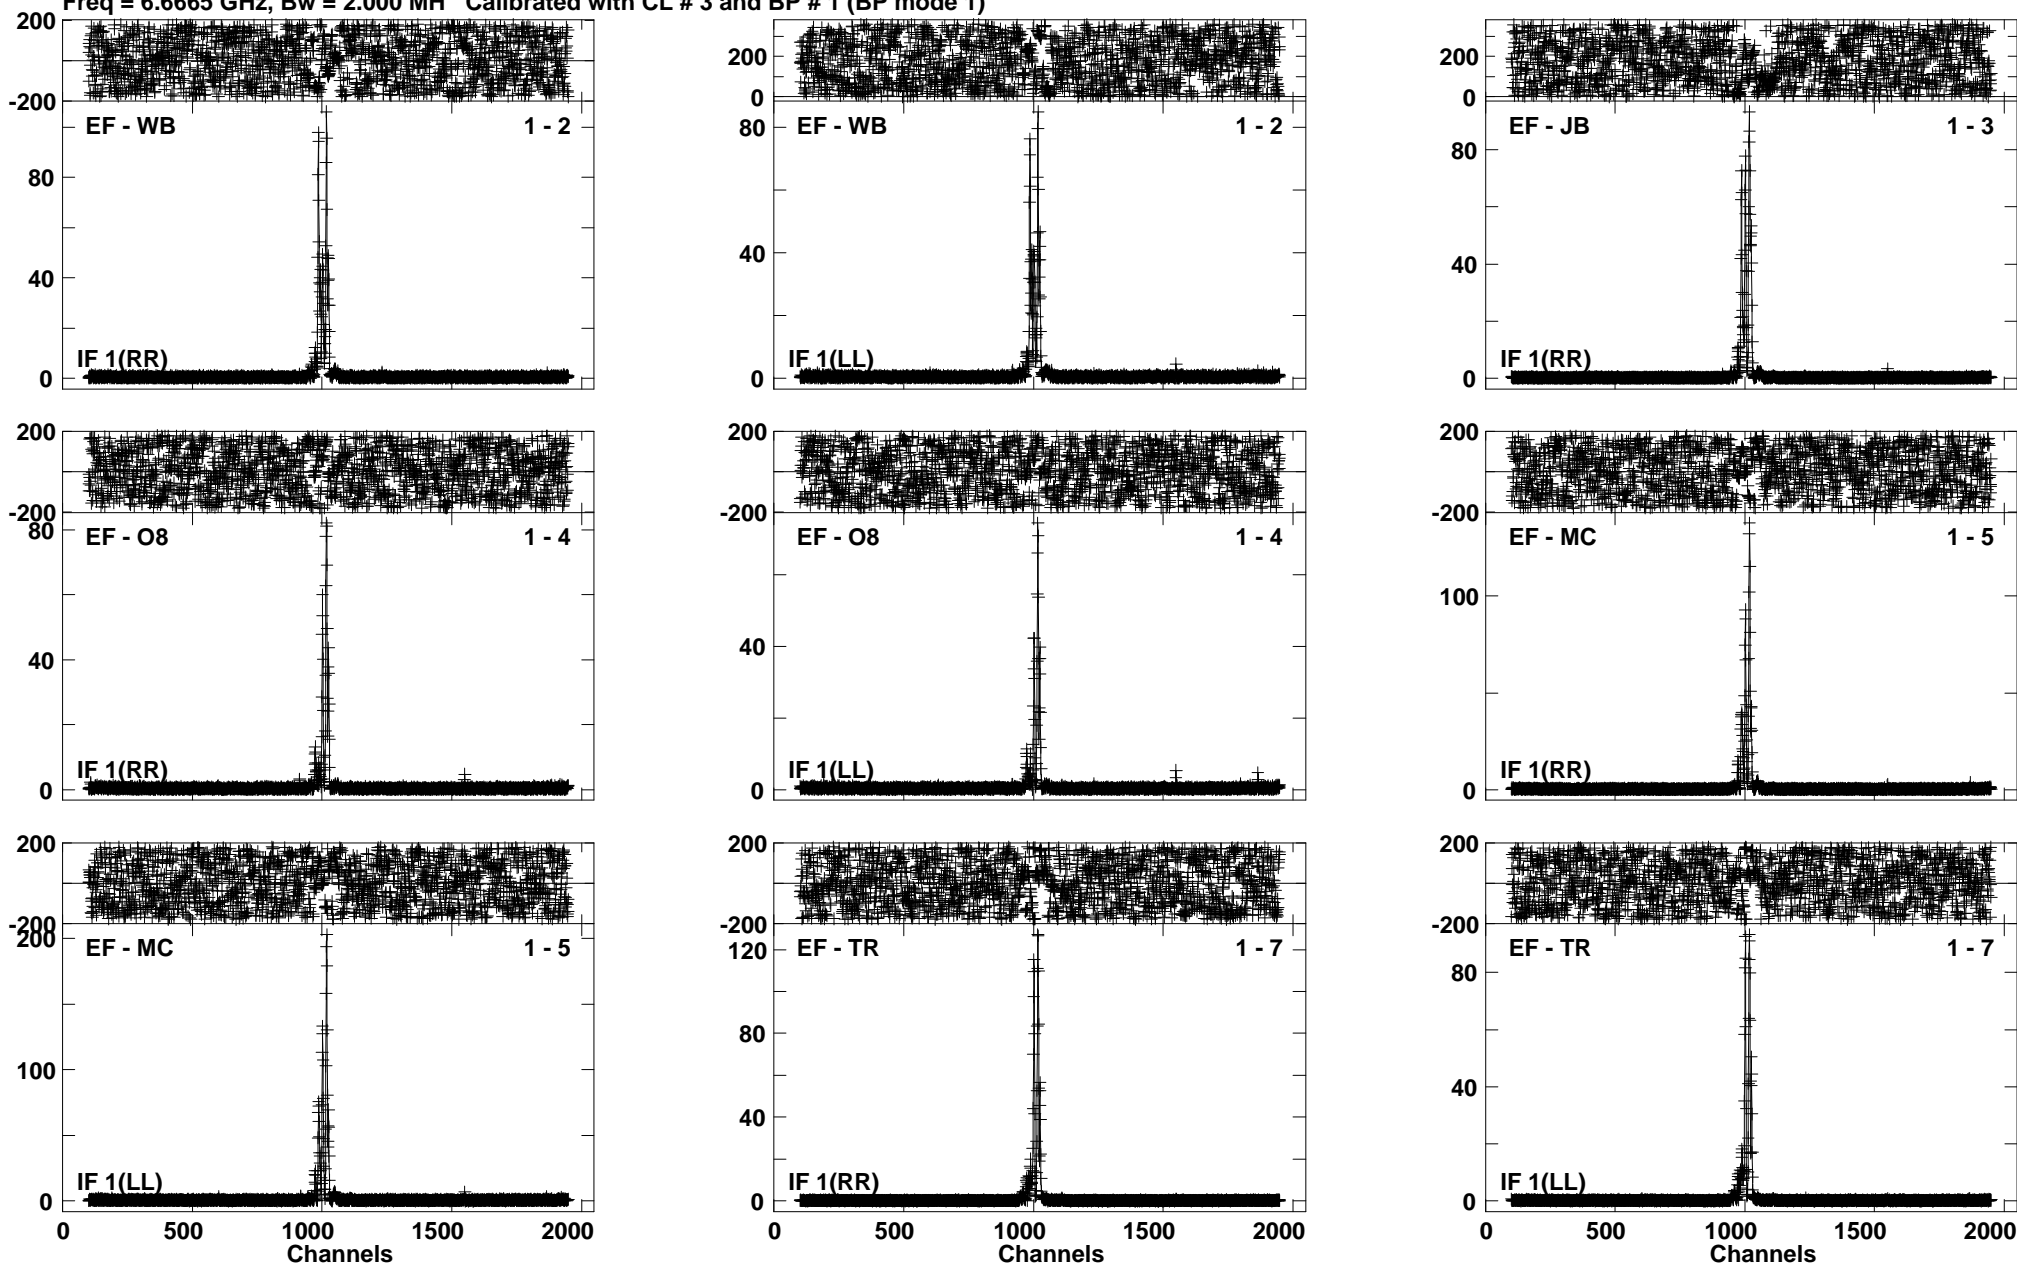 Freq = 6.6665 GHz, Bw = 2.000 MH Calibrated with CL # 3 and BP # 1 (BP mode 1)
200
-200
EF - WB 1 - 2
80
40
0
IF 1(RR)
200
0
EF - WB 1 - 2
80
40
0
IF 1(LL)
200
0
EF - JB 1 - 3
80
40
0
IF 1(RR)
200
-200
EF - O8 1 - 4
80
40
0
IF 1(RR)
200
-200
EF - O8 1 - 4
40
0
IF 1(LL)
200
-200
EF - MC 1 - 5
100
0
IF 1(RR)
200
-200
EF - MC 1 - 5
200
100
0
IF 1(LL)
0 500 1000 1500 2000
Channels
200
-200
EF - TR 1 - 7
120
80
40
0
IF 1(RR)
0 500 1000 1500 2000
200
-200
EF - TR 1 - 7
80
40
0
IF 1(LL)
0 500 1000 1500 2000
Channels